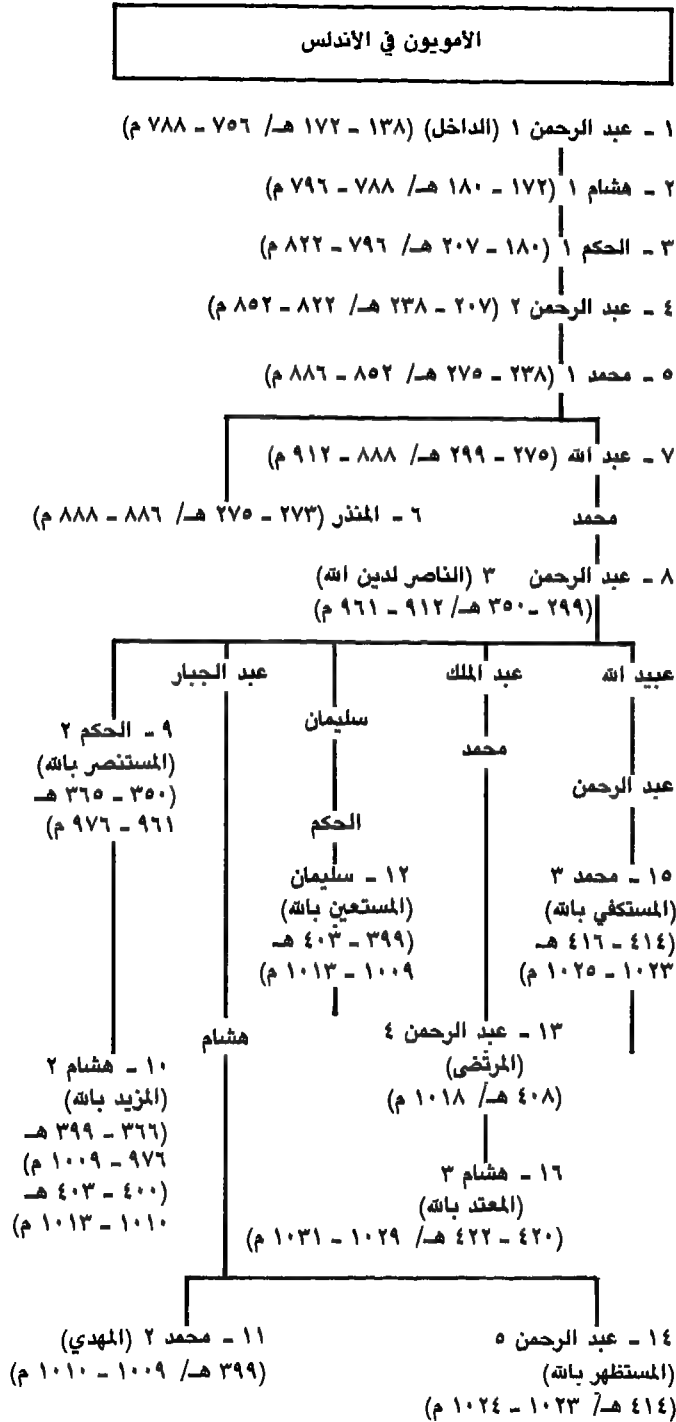 الأمويون في الأندلس
١ - عبد الرحمن ١ (الداخل) (١٣٨ - ١٧٢ هـ/ ٧٥٦ - ٧٨٨ م)
٢ - هشام ١ (١٧٢ - ١٨٠ هـ/ ٧٨٨ - ٧٩٦ م)
٣ - الحكم ١ (١٨٠ - ٢٠٧ هـ/ ٧٩٦ - ٨٢٢ م)
٤ - عبد الرحمن ٢ (٢٠٧ - ٢٣٨ هـ/ ٨٢٢ - ٨٥٢ م)
٥ - محمد ١ (٢٣٨ - ٢٧٥ هـ/ ٨٥٢ - ٨٨٦ م)
٧ - عبد الله (٢٧٥ - ٢٩٩ هـ/ ٨٨٨ - ٩١٢ م)
محمد
٦ - المنذر (٢٧٣ - ٢٧٥ هـ/ ٨٨٦ - ٨٨٨ م)
٨ - عبد الرحمن ٣ (الناصر لدين الله)
(٢٩٩ - ٣٥٠ هـ/ ٩١٢ - ٩٦١ م)
عبيد الله
عبد الرحمن
١٥ - محمد ٣
(المستكفي بالله)
(٤١٤ - ٤١٦ هـ
١٠٢٣ - ١٠٢٥ م)
عبد الملك
محمد
١٣ - عبد الرحمن ٤
(المرتضى)
(٤٠٨ هـ/ ١٠١٨ م)
١٦ - هشام ٣
(المعتد بالله)
(٤٢٠ - ٤٢٢ هـ/ ١٠٢٩ - ١٠٣١ م)
سليمان
الحكم
١٢ - سليمان
(المستعين بالله)
(٣٩٩ - ٤٠٣ هـ
١٠٠٩ - ١٠١٣ م)
عبد الجبار
هشام
٩ - الحكم ٢
(المستنصر بالله)
(٣٥٠ - ٣٦٥ هـ
٩٦١ - ٩٧٦ م)
١٠ - هشام ٢
(المزيد بالله)
(٣٦٦ - ٣٩٩ هـ
٩٧٦ - ١٠٠٩ م)
(٤٠٠ - ٤٠٣ هـ
١٠١٠ - ١٠١٣ م)
١٤ - عبد الرحمن ٥
(المستظهر بالله)
(٤١٤ هـ/ ١٠٢٣ - ١٠٢٤ م)
١١ - محمد ٢ (المهدي)
(٣٩٩ هـ/ ١٠٠٩ - ١٠١٠ م)